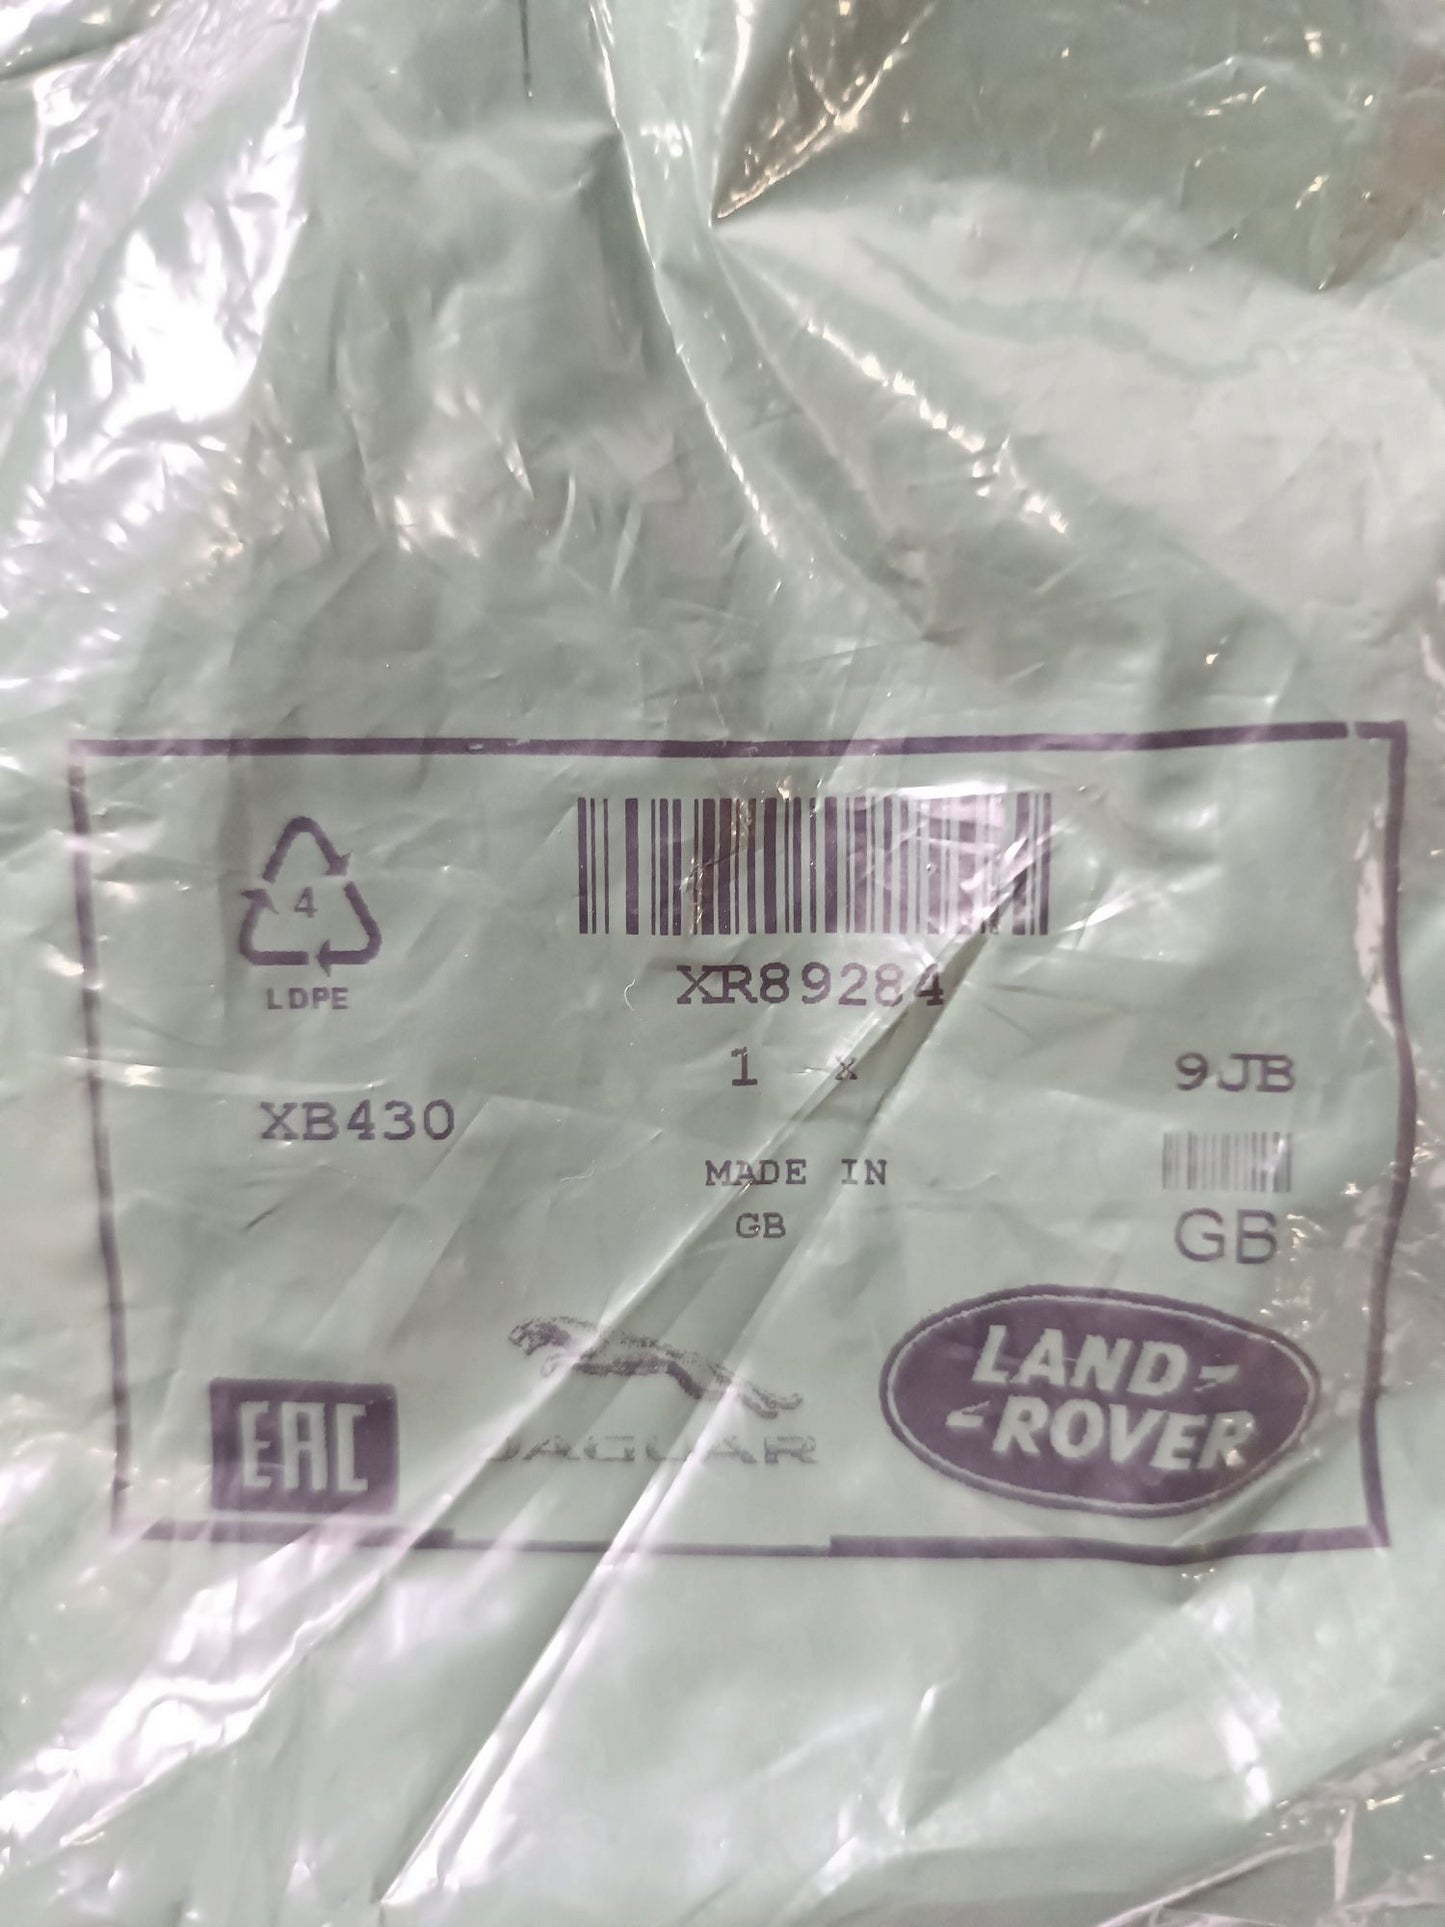 4
LDPE
XR89284
1 x
9JB
XB430
MADE IN
GB
GB
EAC
JAGUAR
LAND-
-ROVER